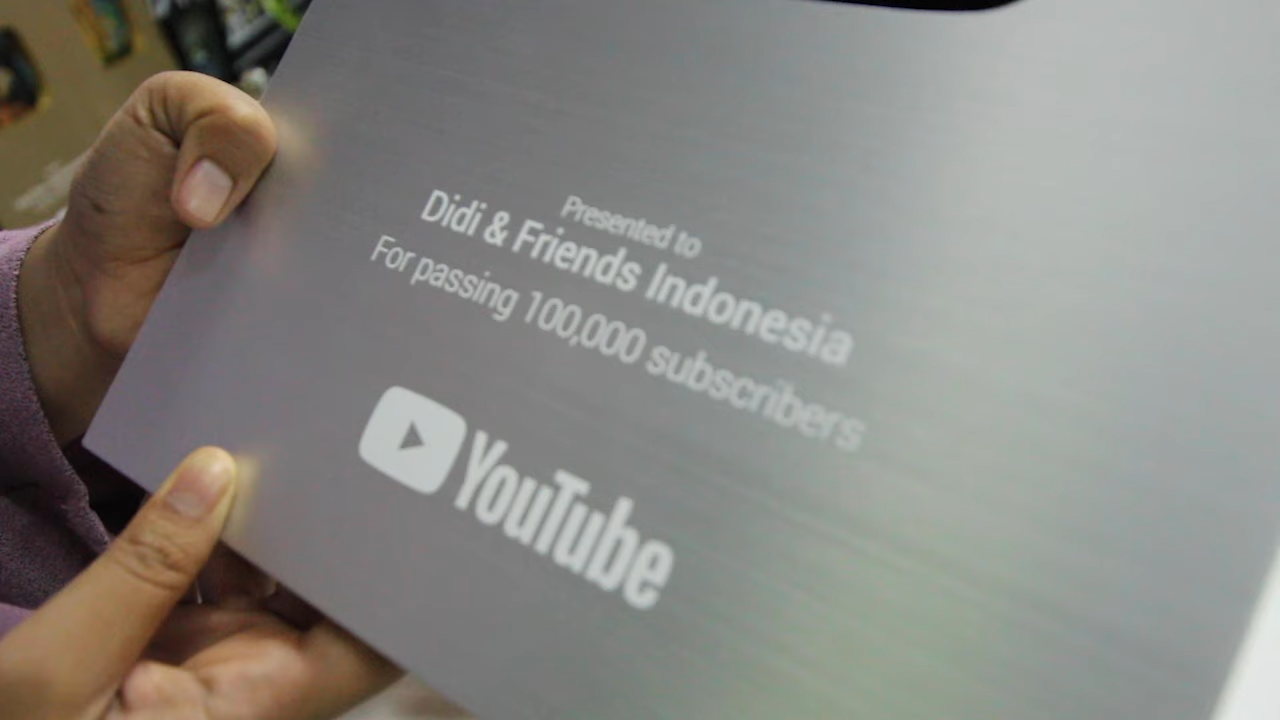 Presented to
Didi & Friends Indonesia
For passing 100,000 subscribers
YouTube